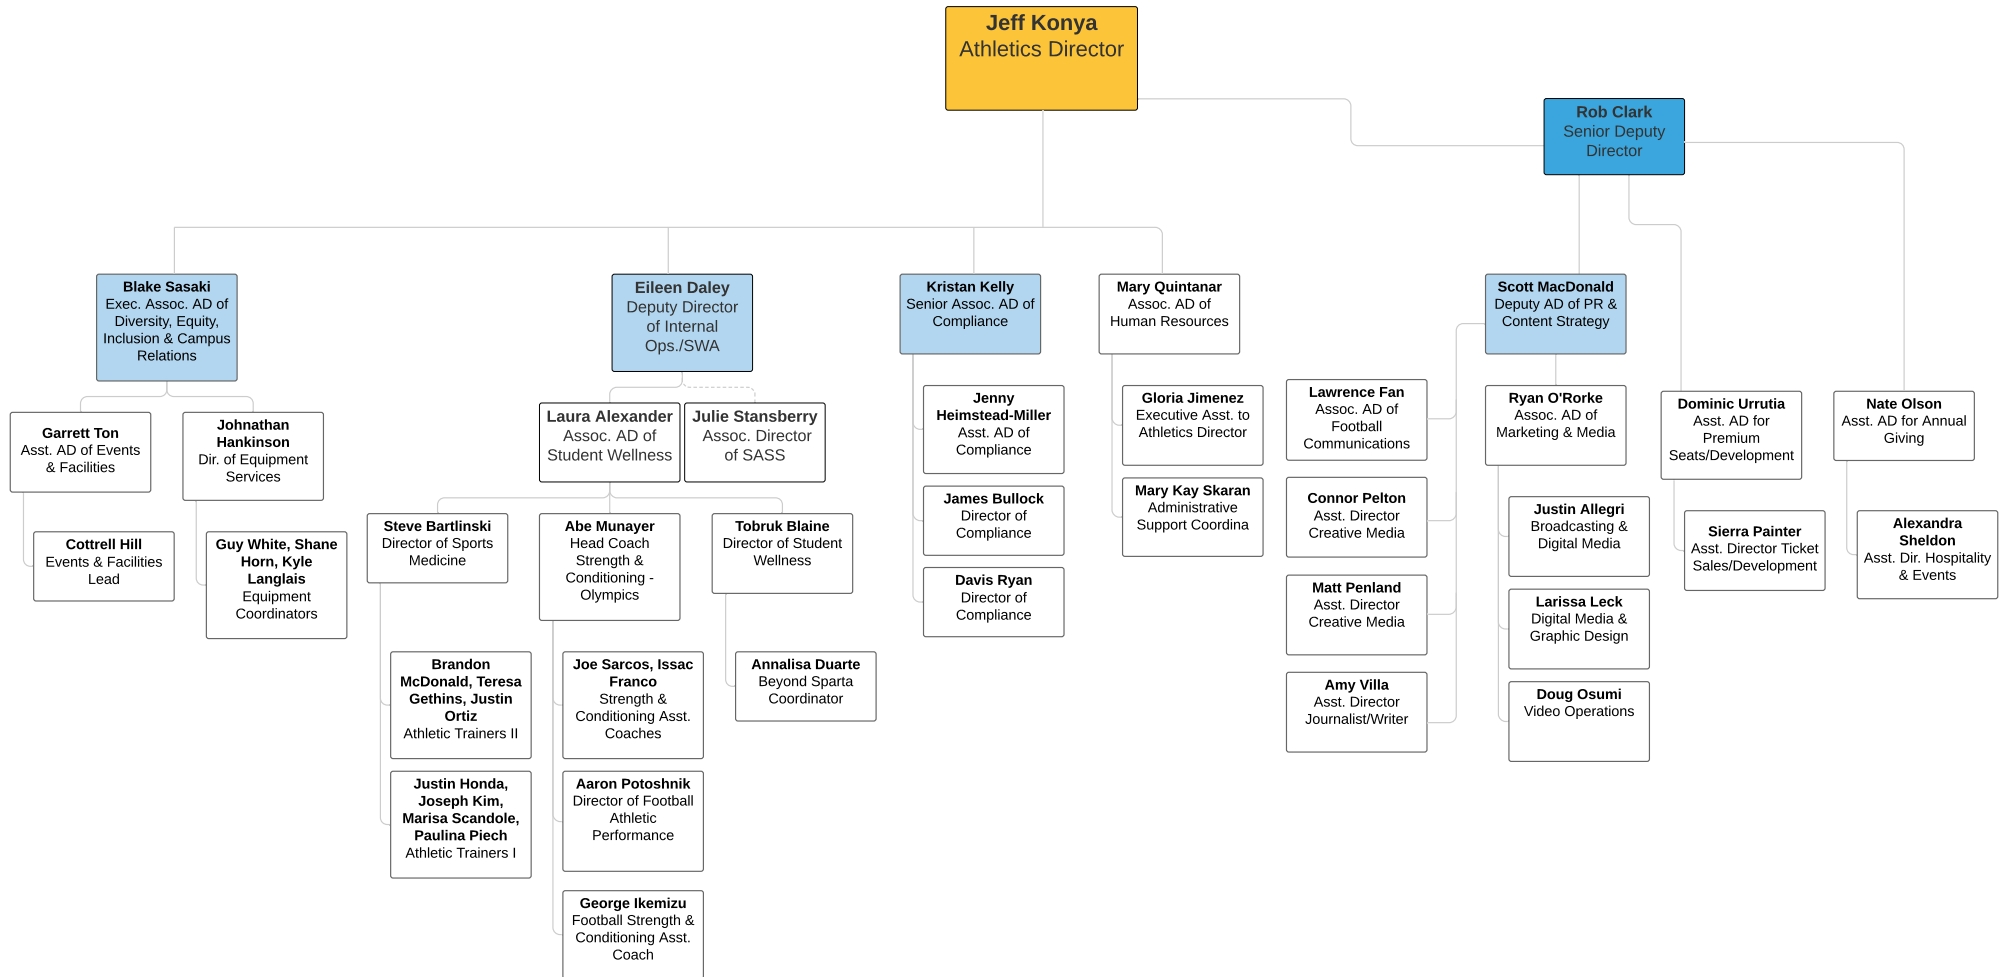 Jeff Konya
Athletics Director
Rob Clark
Senior Deputy
Director
Blake Sasaki
Exec. Assoc. AD of
Diversity, Equity,
Inclusion & Campus
Relations
Eileen Daley
Deputy Director
of Internal
Ops./SWA
Kristan Kelly
Senior Assoc. AD of
Compliance
Mary Quintanar
Assoc. AD of
Human Resources
Scott MacDonald
Deputy AD of PR &
Content Strategy
Garrett Ton
Asst. AD of Events
& Facilities
Johnathan
Hankinson
Dir. of Equipment
Services
Cottrell Hill
Events & Facilities
Lead
Guy White, Shane
Horn, Kyle
Langlais
Equipment
Coordinators
Laura Alexander
Assoc. AD of
Student Wellness
Julie Stansberry
Assoc. Director
of SASS
Steve Bartlinski
Director of Sports
Medicine
Abe Munayer
Head Coach
Strength &
Conditioning -
Olympics
Tobruk Blaine
Director of Student
Wellness
Brandon
McDonald, Teresa
Gethins, Justin
Ortiz
Athletic Trainers II
Justin Honda,
Joseph Kim,
Marisa Scandole,
Paulina Piech
Athletic Trainers I
Joe Sarcos, Issac
Franco
Strength &
Conditioning Asst.
Coaches
Aaron Potoshnik
Director of Football
Athletic
Performance
George Ikemizu
Football Strength &
Conditioning Asst.
Coach
Annalisa Duarte
Beyond Sparta
Coordinator
Jenny
Heimstead-Miller
Asst. AD of
Compliance
James Bullock
Director of
Compliance
Davis Ryan
Director of
Compliance
Gloria Jimenez
Executive Asst. to
Athletics Director
Mary Kay Skaran
Administrative
Support Coordina
Lawrence Fan
Assoc. AD of
Football
Communications
Connor Pelton
Asst. Director
Creative Media
Matt Penland
Asst. Director
Creative Media
Amy Villa
Asst. Director
Journalist/Writer
Ryan O'Rorke
Assoc. AD of
Marketing & Media
Justin Allegri
Broadcasting &
Digital Media
Larissa Leck
Digital Media &
Graphic Design
Doug Osumi
Video Operations
Dominic Urrutia
Asst. AD for
Premium
Seats/Development
Sierra Painter
Asst. Director Ticket
Sales/Development
Nate Olson
Asst. AD for Annual
Giving
Alexandra
Sheldon
Asst. Dir. Hospitality
& Events